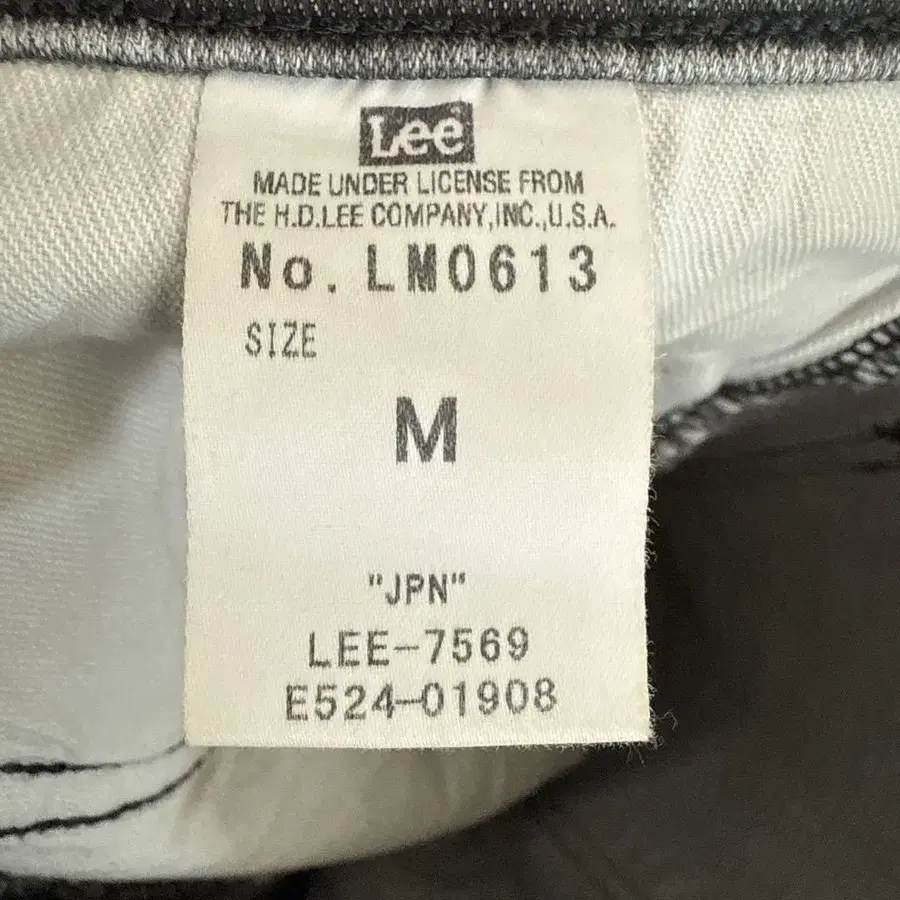 Lee
MADE UNDER LICENSE FROM
THE H.D.LEE COMPANY,INC.,U.S.A.
No. LM0613
SIZE
M
"JPN"
LEE-7569
E524-01908